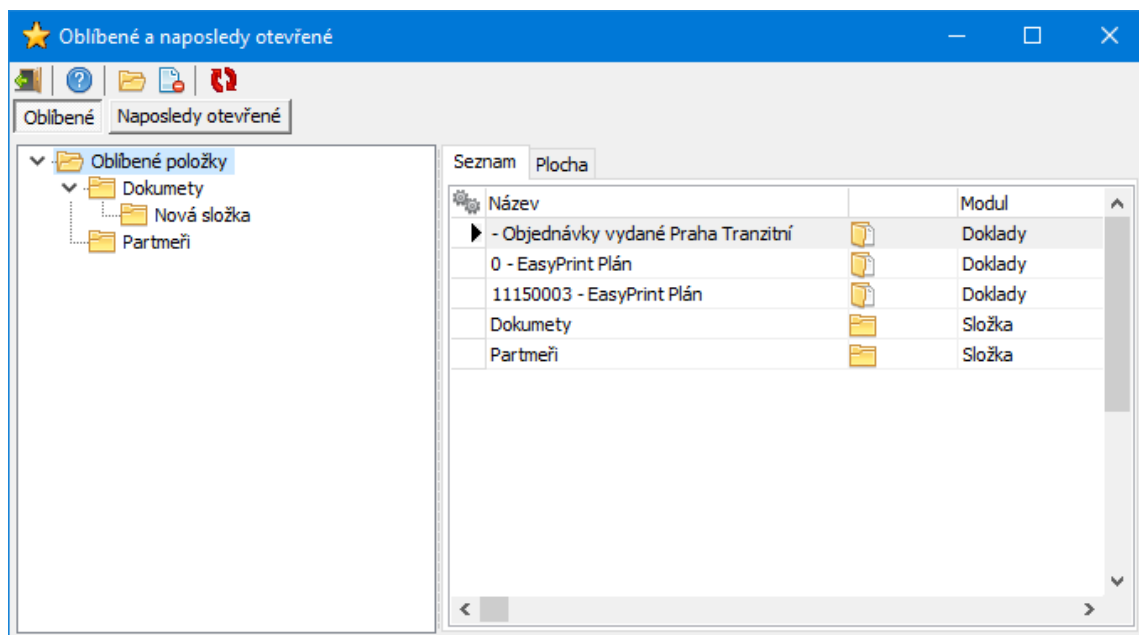 Oblíbené a naposledy otevřené
Oblíbené Naposledy otevřené
Oblíbené položky
Dokumety
Nová složka
Partmeři
Seznam Plocha
Název Modul
- Objednávky vydané Praha Tranzitní Doklady
0 - EasyPrint Plán Doklady
11150003 - EasyPrint Plán Doklady
Dokumety Složka
Partmeři Složka